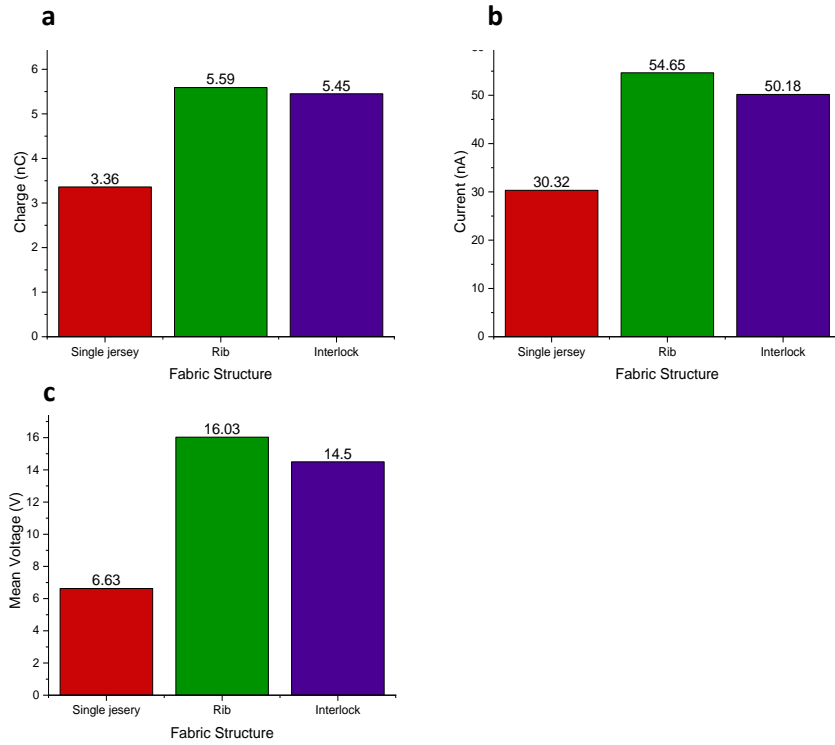 a
Charge (nC)
6
5
4
3
2
1
0
3.36
5.59
5.45
Single jersey Rib Interlock
Fabric Structure
b
Current (nA)
50
40
30
20
10
0
30.32
54.65
50.18
Single jersey Rib Interlock
Fabric Structure
c
Mean Voltage (V)
16
14
12
10
8
6
4
2
0
6.63
16.03
14.5
Single jesery Rib Interlock
Fabric Structure